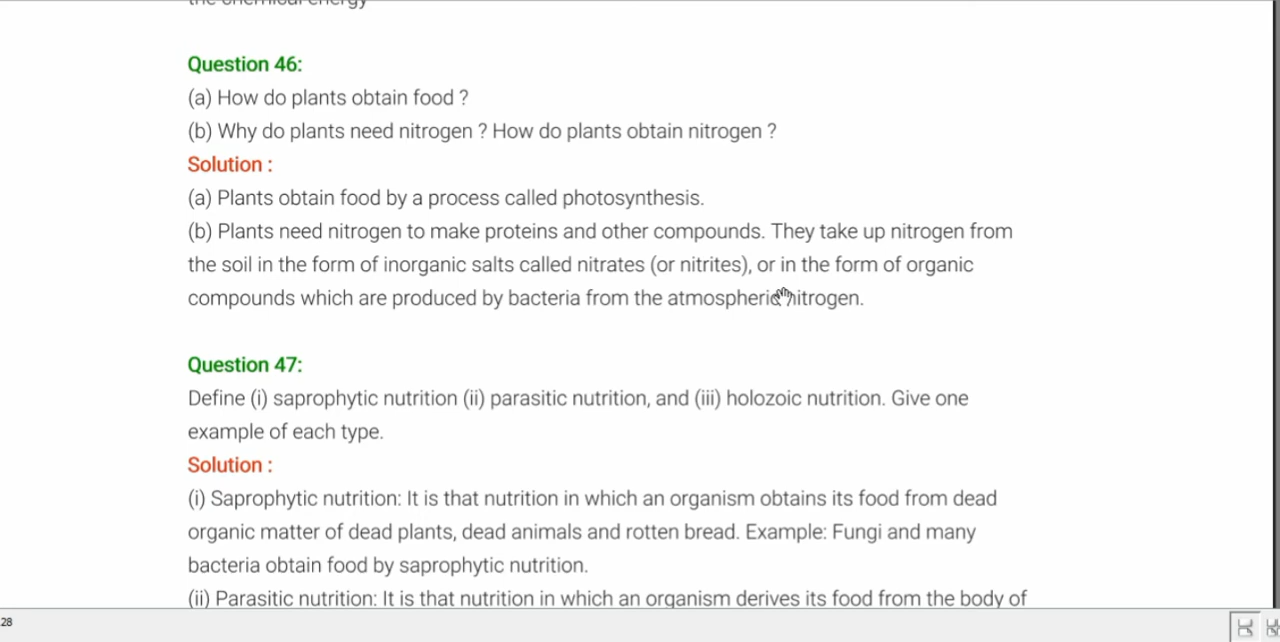 the chemical energy
Question 46:
(a) How do plants obtain food ?
(b) Why do plants need nitrogen ? How do plants obtain nitrogen ?
Solution :
(a) Plants obtain food by a process called photosynthesis.
(b) Plants need nitrogen to make proteins and other compounds. They take up nitrogen from
the soil in the form of inorganic salts called nitrates (or nitrites), or in the form of organic
compounds which are produced by bacteria from the atmospheric nitrogen.
Question 47:
Define (i) saprophytic nutrition (ii) parasitic nutrition, and (iii) holozoic nutrition. Give one
example of each type.
Solution :
(i) Saprophytic nutrition: It is that nutrition in which an organism obtains its food from dead
organic matter of dead plants, dead animals and rotten bread. Example: Fungi and many
bacteria obtain food by saprophytic nutrition.
(ii) Parasitic nutrition: It is that nutrition in which an organism derives its food from the body of
28